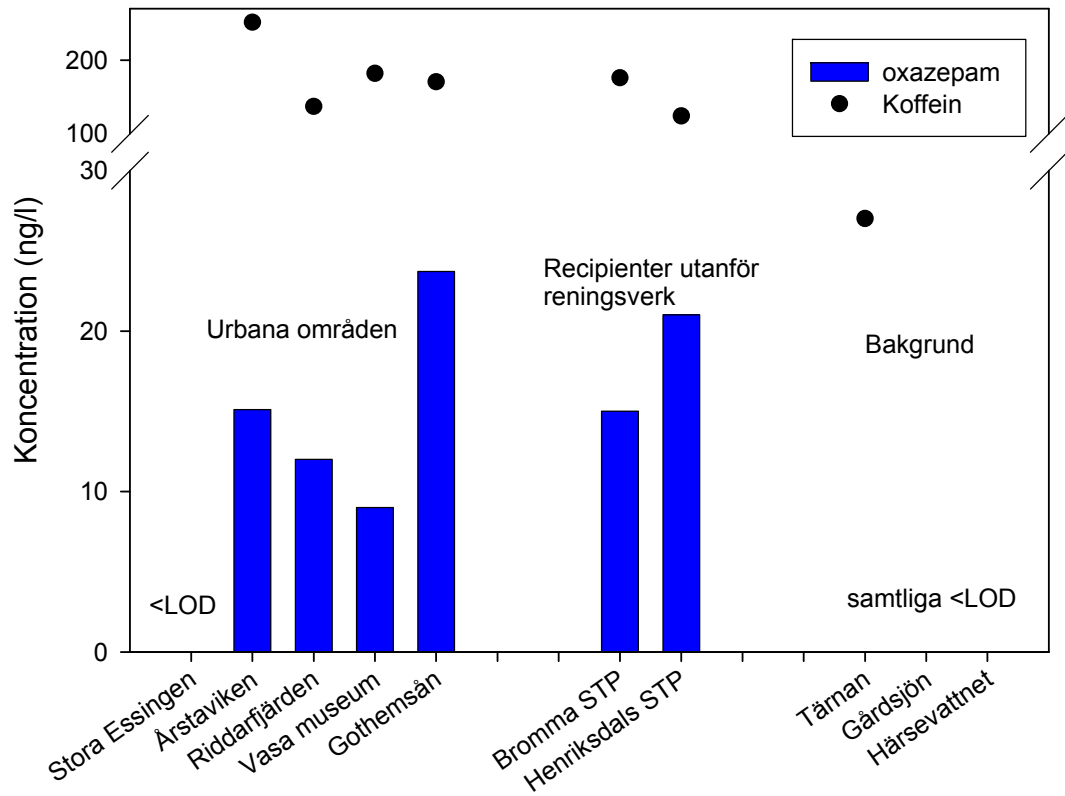 200
100
30
20
10
0
Koncentration (ng/l)
oxazepam
Koffein
Urbana områden
Recipienter utanför
reningsverk
Bakgrund
<LOD
samtliga <LOD
Stora Essingen
Årstaviken
Riddarfjärden
Vasa museum
Gothemsån
Bromma STP
Henriksdals STP
Tärnan
Gårdsjön
Härsevattnet